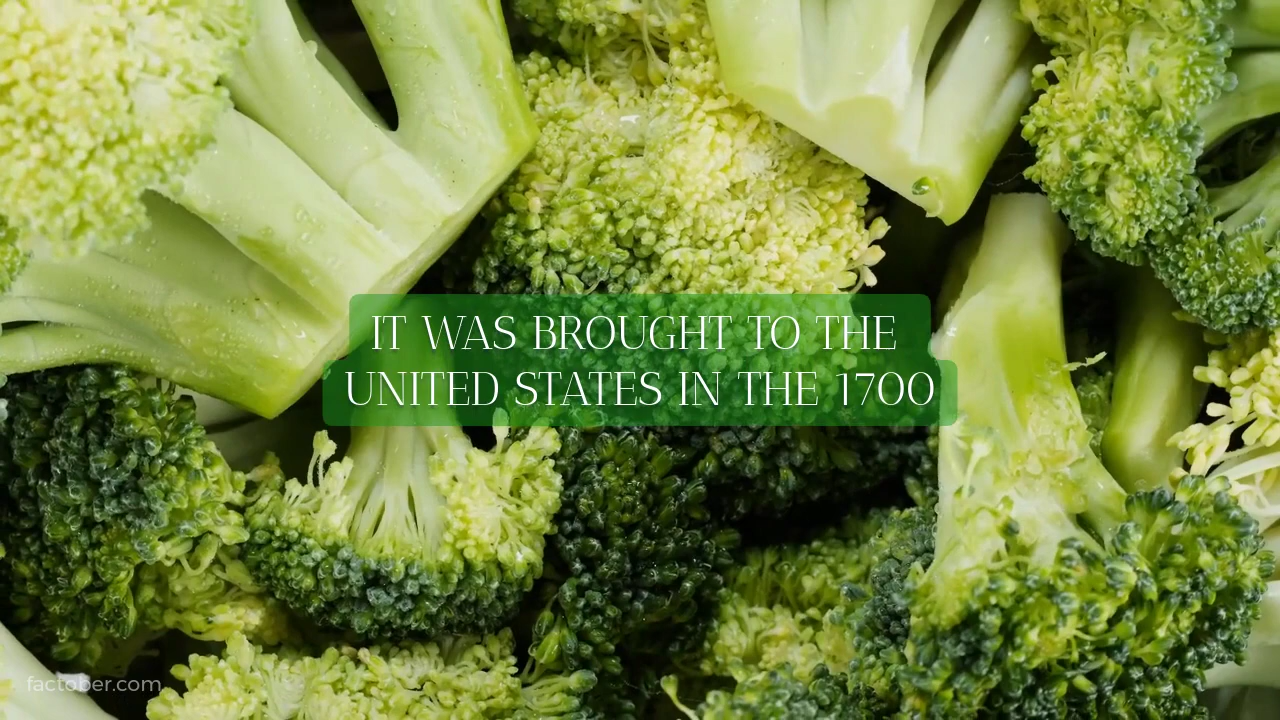 IT WAS BROUGHT TO THE
UNITED STATES IN THE 1700
factober.com